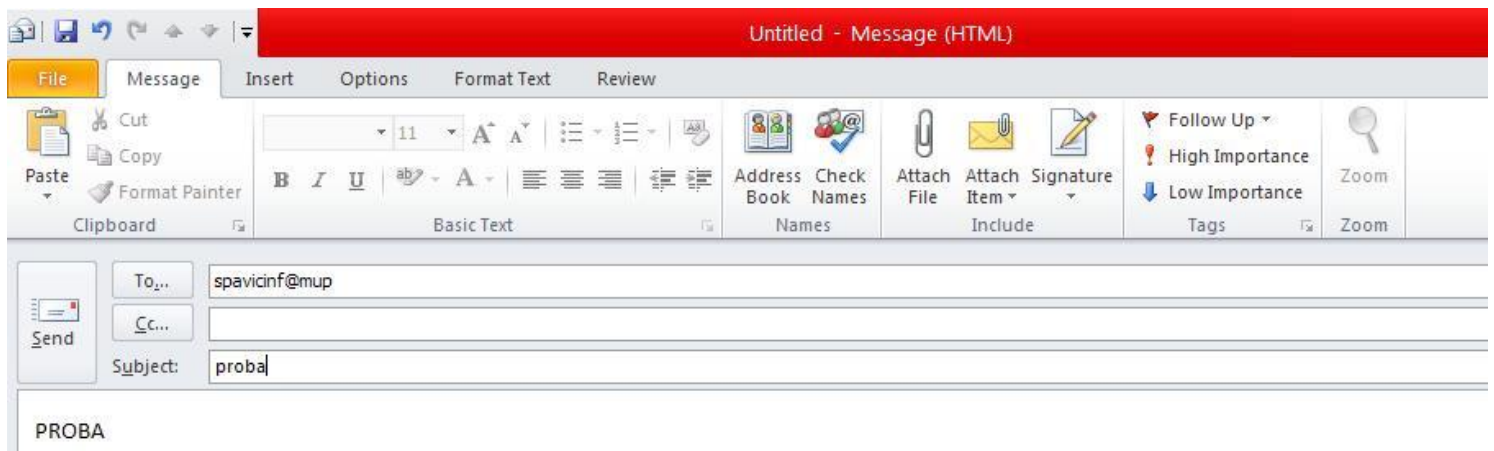 Untitled - Message (HTML)
File Message Insert Options Format Text Review
Cut
Copy
Format Painter
Paste
Clipboard
11 A A
B I U ab A
Basic Text
Address Book
Check Names
Names
Attach File
Attach Item
Signature
Include
Follow Up
High Importance
Low Importance
Tags
Zoom
Zoom
Send
To... spavicinf@mup
Cc...
Subject: proba
PROBA